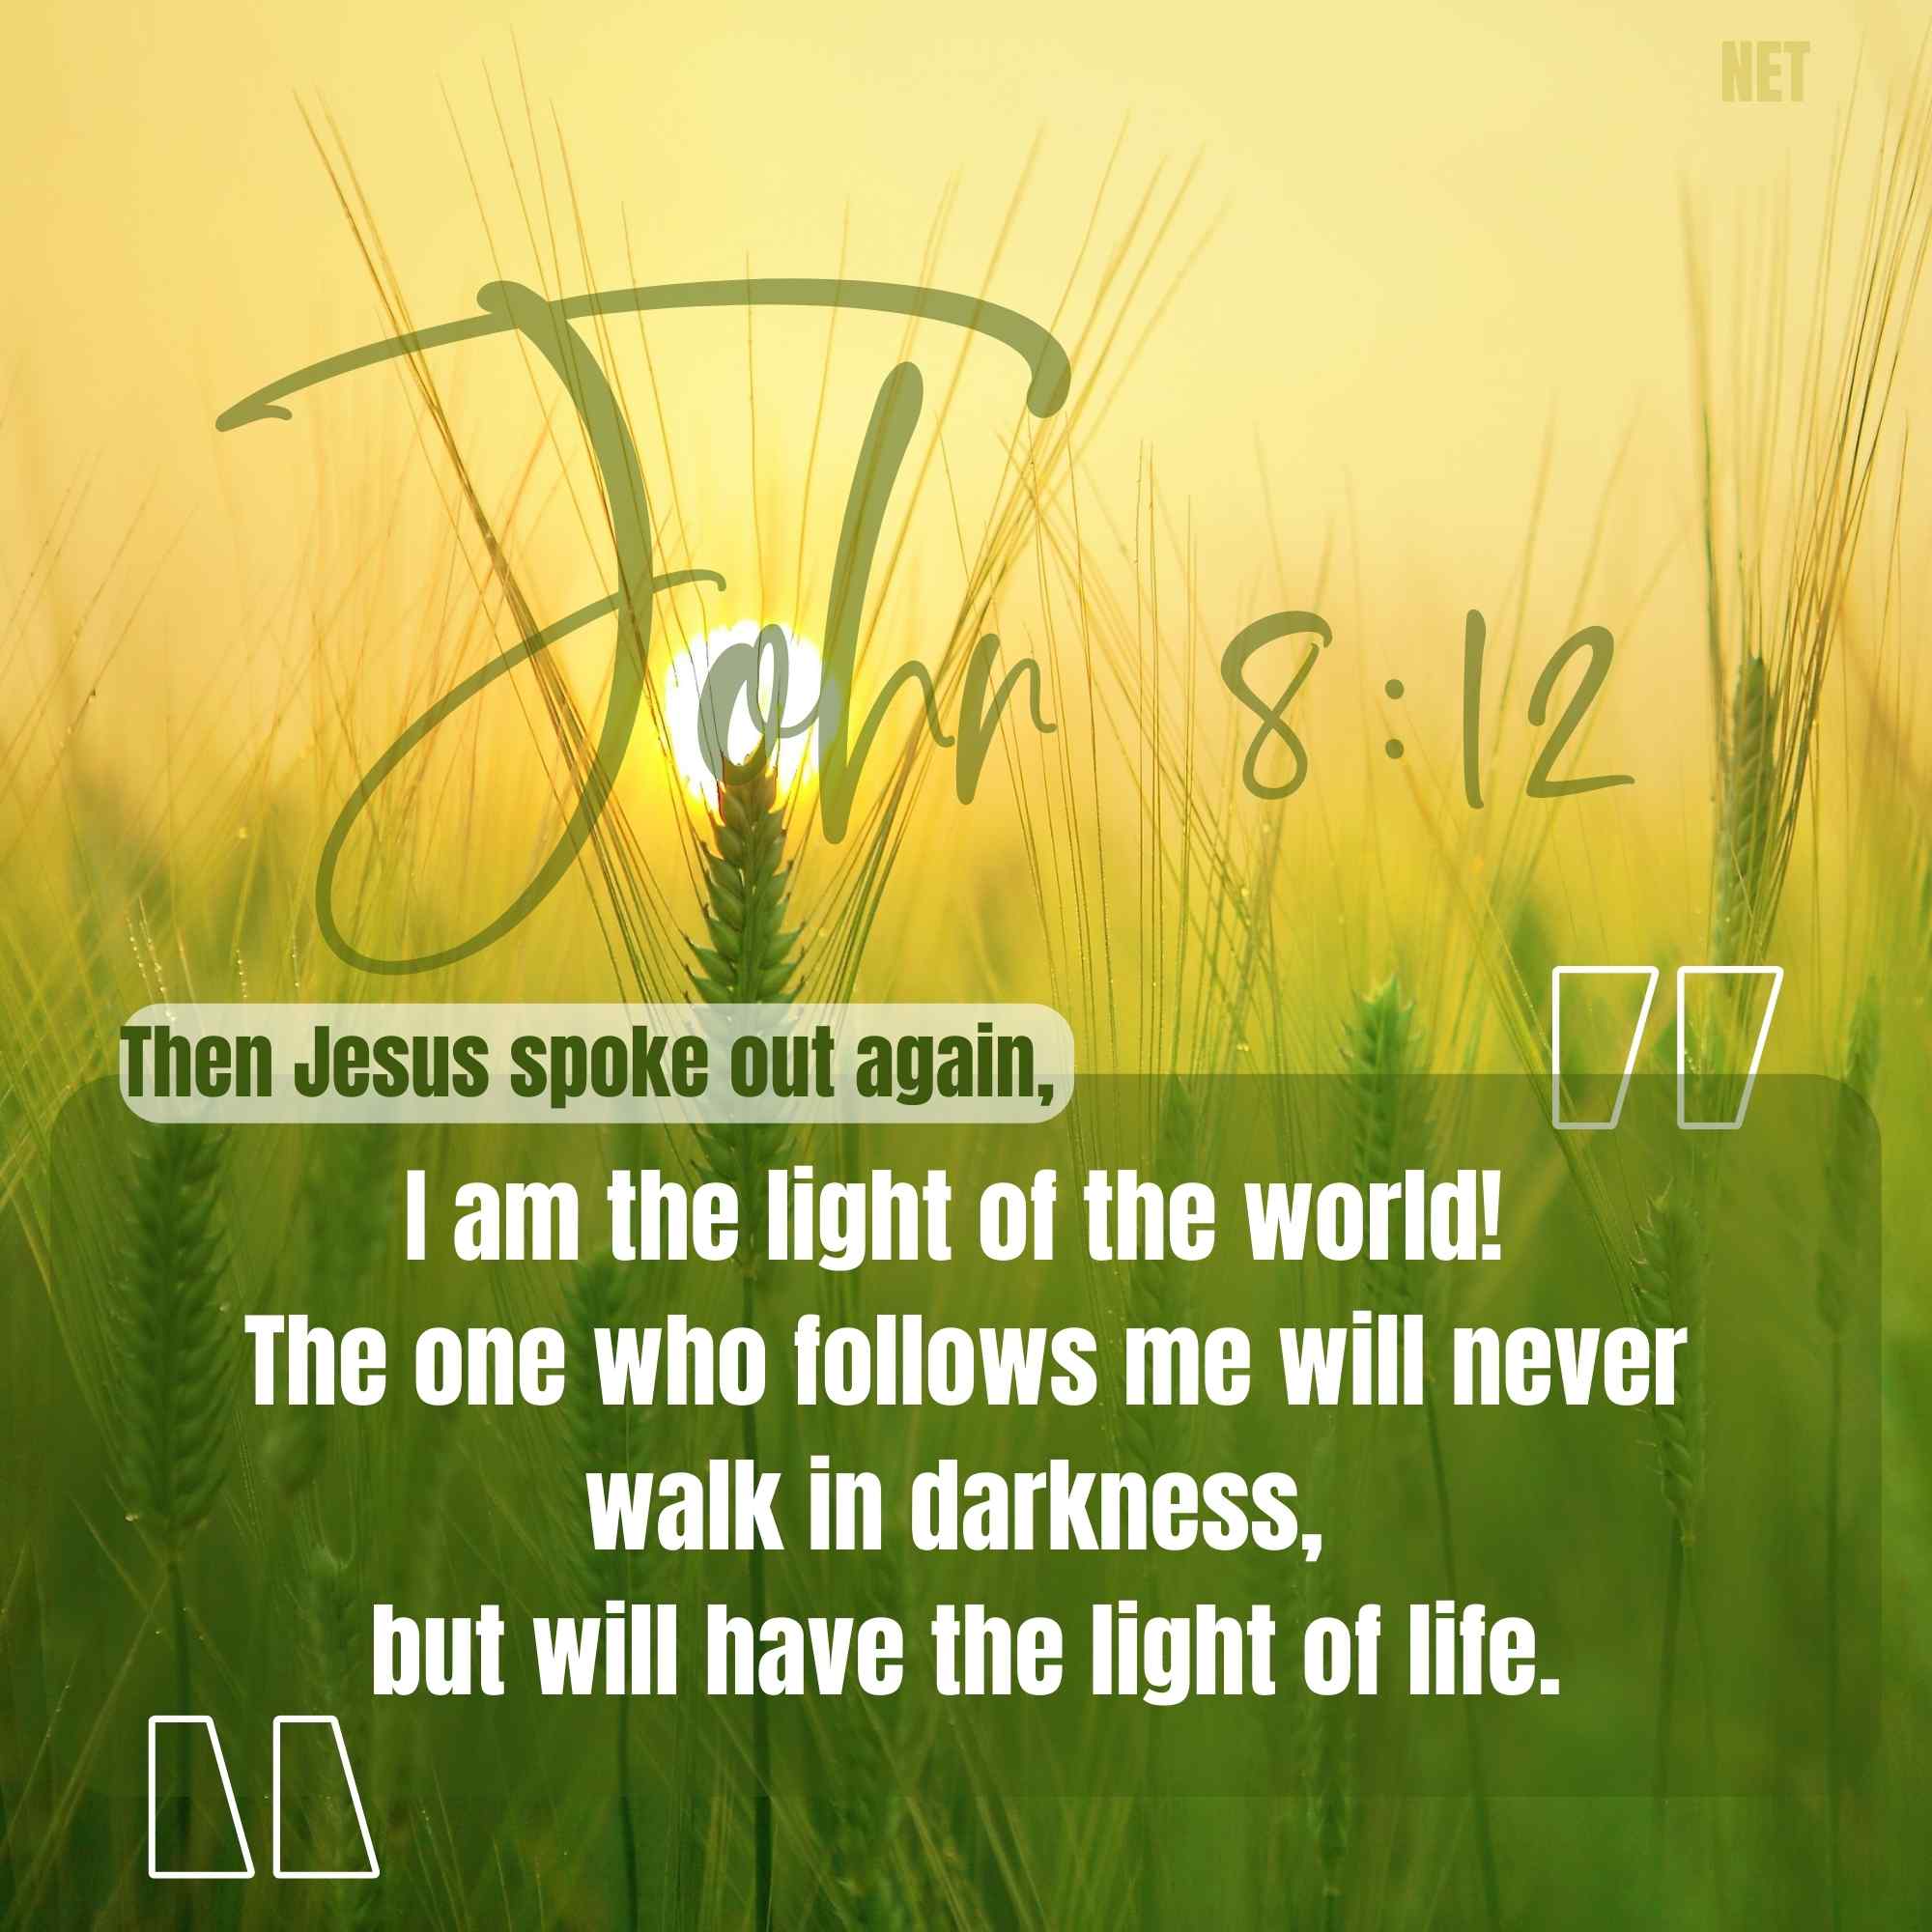 NET
John 8:12
Then Jesus spoke out again,
I am the light of the world!
The one who follows me will never
walk in darkness,
but will have the light of life.